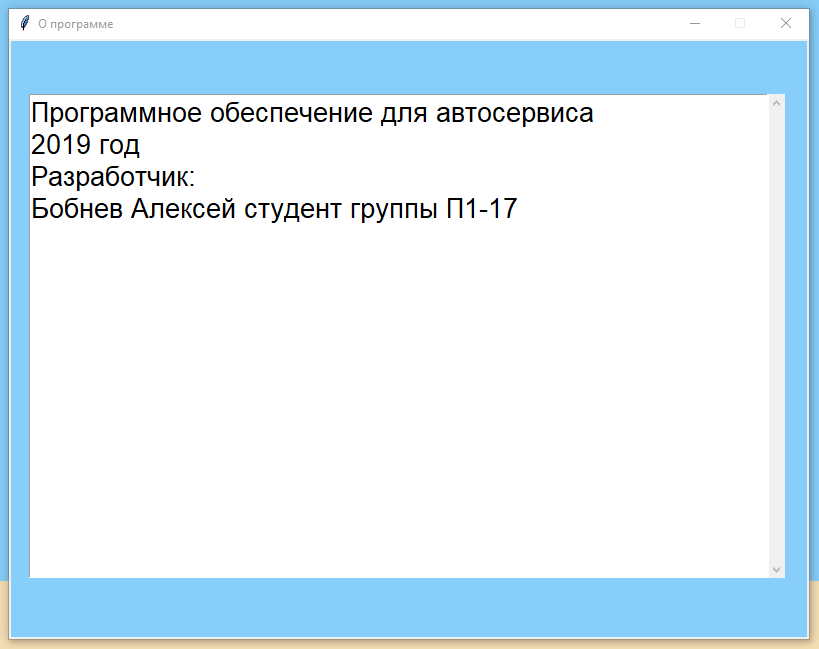 О программе
Программное обеспечение для автосервиса
2019 год
Разработчик:
Бобнев Алексей студент группы П1-17